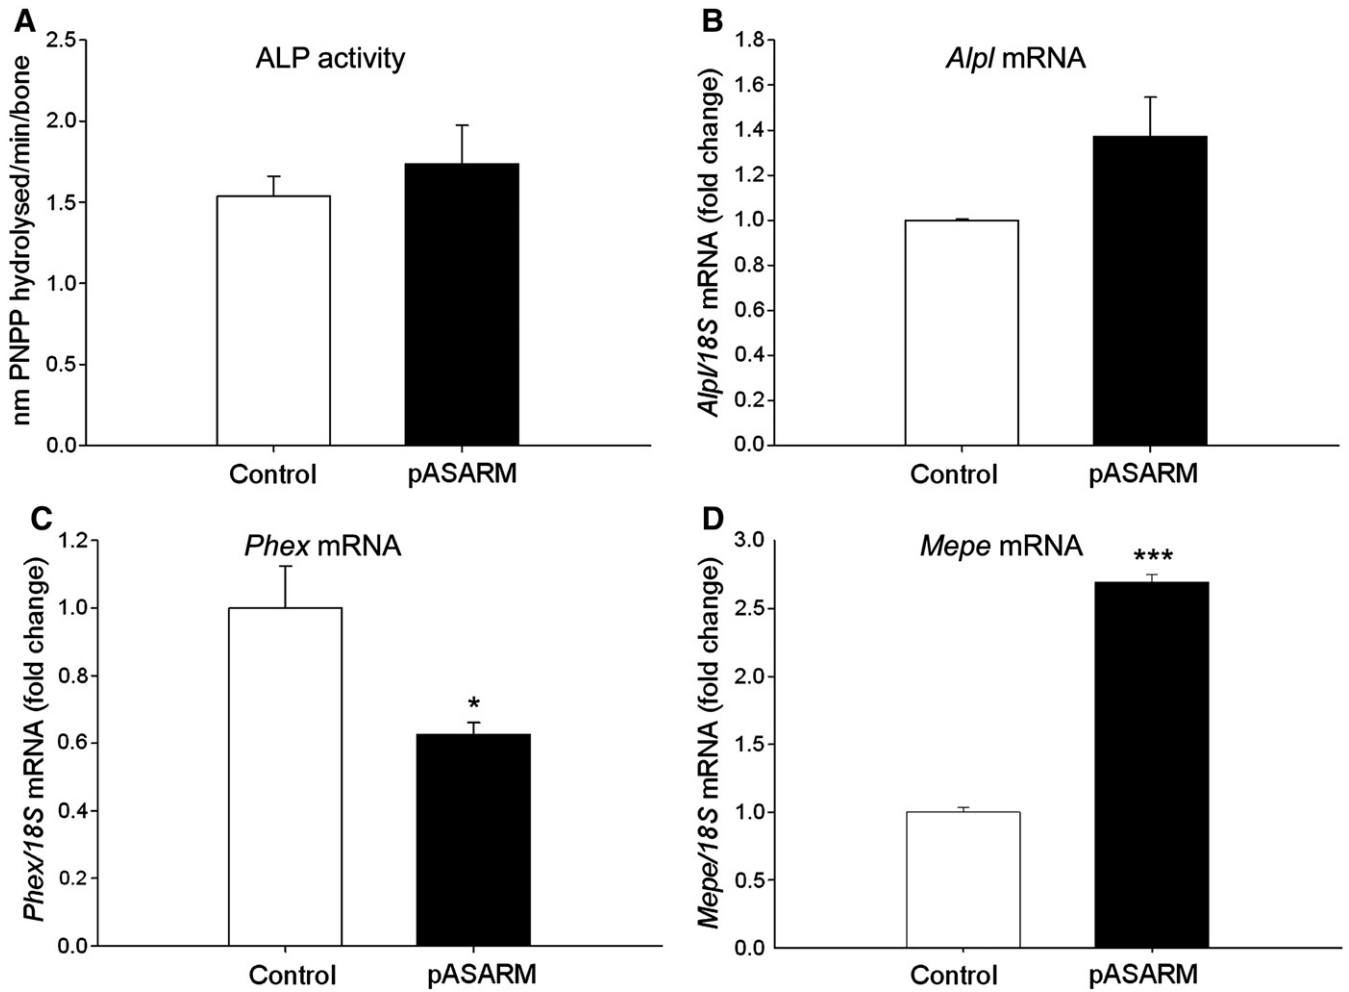 A
ALP activity
nm PNPP hydrolysed/min/bone
2.5
2.0
1.5
1.0
0.5
0.0
Control
pASARM
B
Alpl mRNA
Alpl/18S mRNA (fold change)
1.8
1.6
1.4
1.2
1.0
0.8
0.6
0.4
0.2
0.0
Control
pASARM
C
Phex mRNA
Phex/18S mRNA (fold change)
1.2
1.0
0.8
0.6
0.4
0.2
0.0
*
Control
pASARM
D
Mepe mRNA
Mepe/18S mRNA (fold change)
3.0
2.5
2.0
1.5
1.0
0.5
0.0
***
Control
pASARM